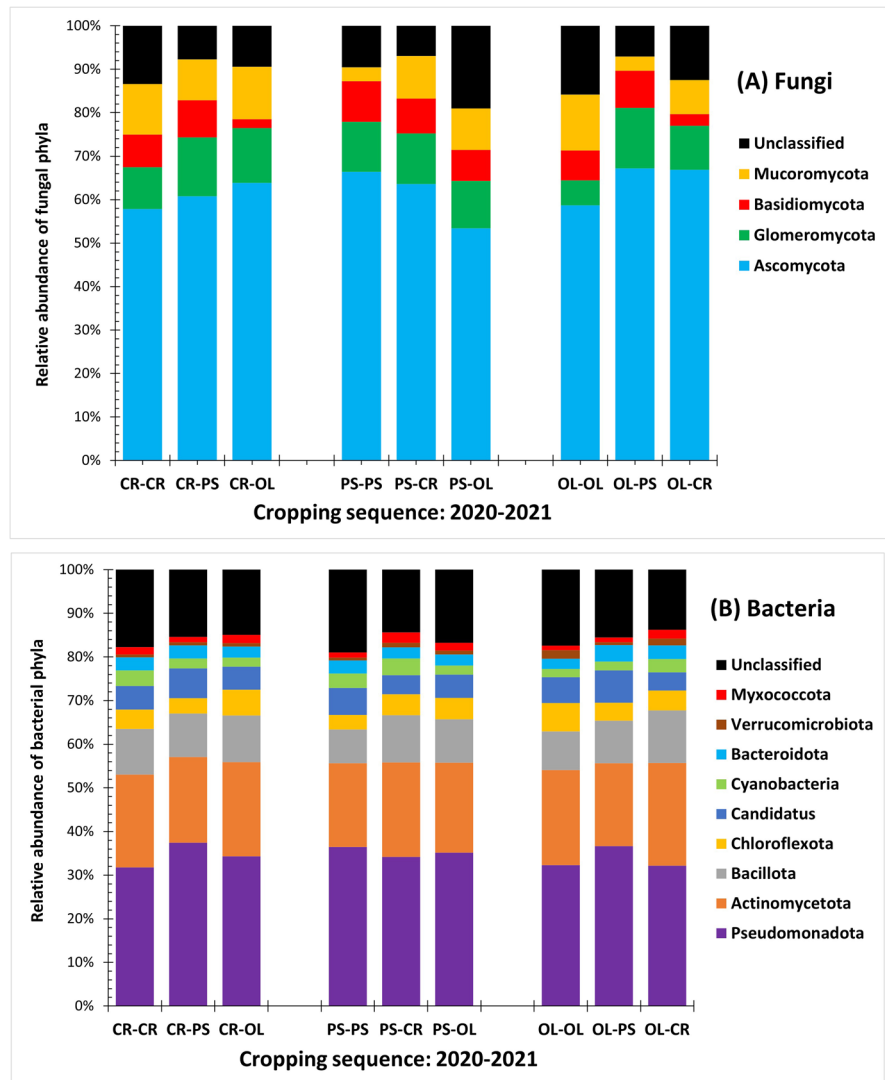 100%
90%
80%
70%
60%
50%
40%
30%
20%
10%
0%
Relative abundance of fungal phyla
CR-CR CR-PS CR-OL PS-PS PS-CR PS-OL OL-OL OL-PS OL-CR
Cropping sequence: 2020-2021
(A) Fungi
Unclassified
Mucoromycota
Basidiomycota
Glomeromycota
Ascomycota
100%
90%
80%
70%
60%
50%
40%
30%
20%
10%
0%
Relative abundance of bacterial phyla
CR-CR CR-PS CR-OL PS-PS PS-CR PS-OL OL-OL OL-PS OL-CR
Cropping sequence: 2020-2021
(B) Bacteria
Unclassified
Myxococcota
Verrucomicrobiota
Bacteroidota
Cyanobacteria
Candidatus
Chloroflexota
Bacillota
Actinomycetota
Pseudomonadota